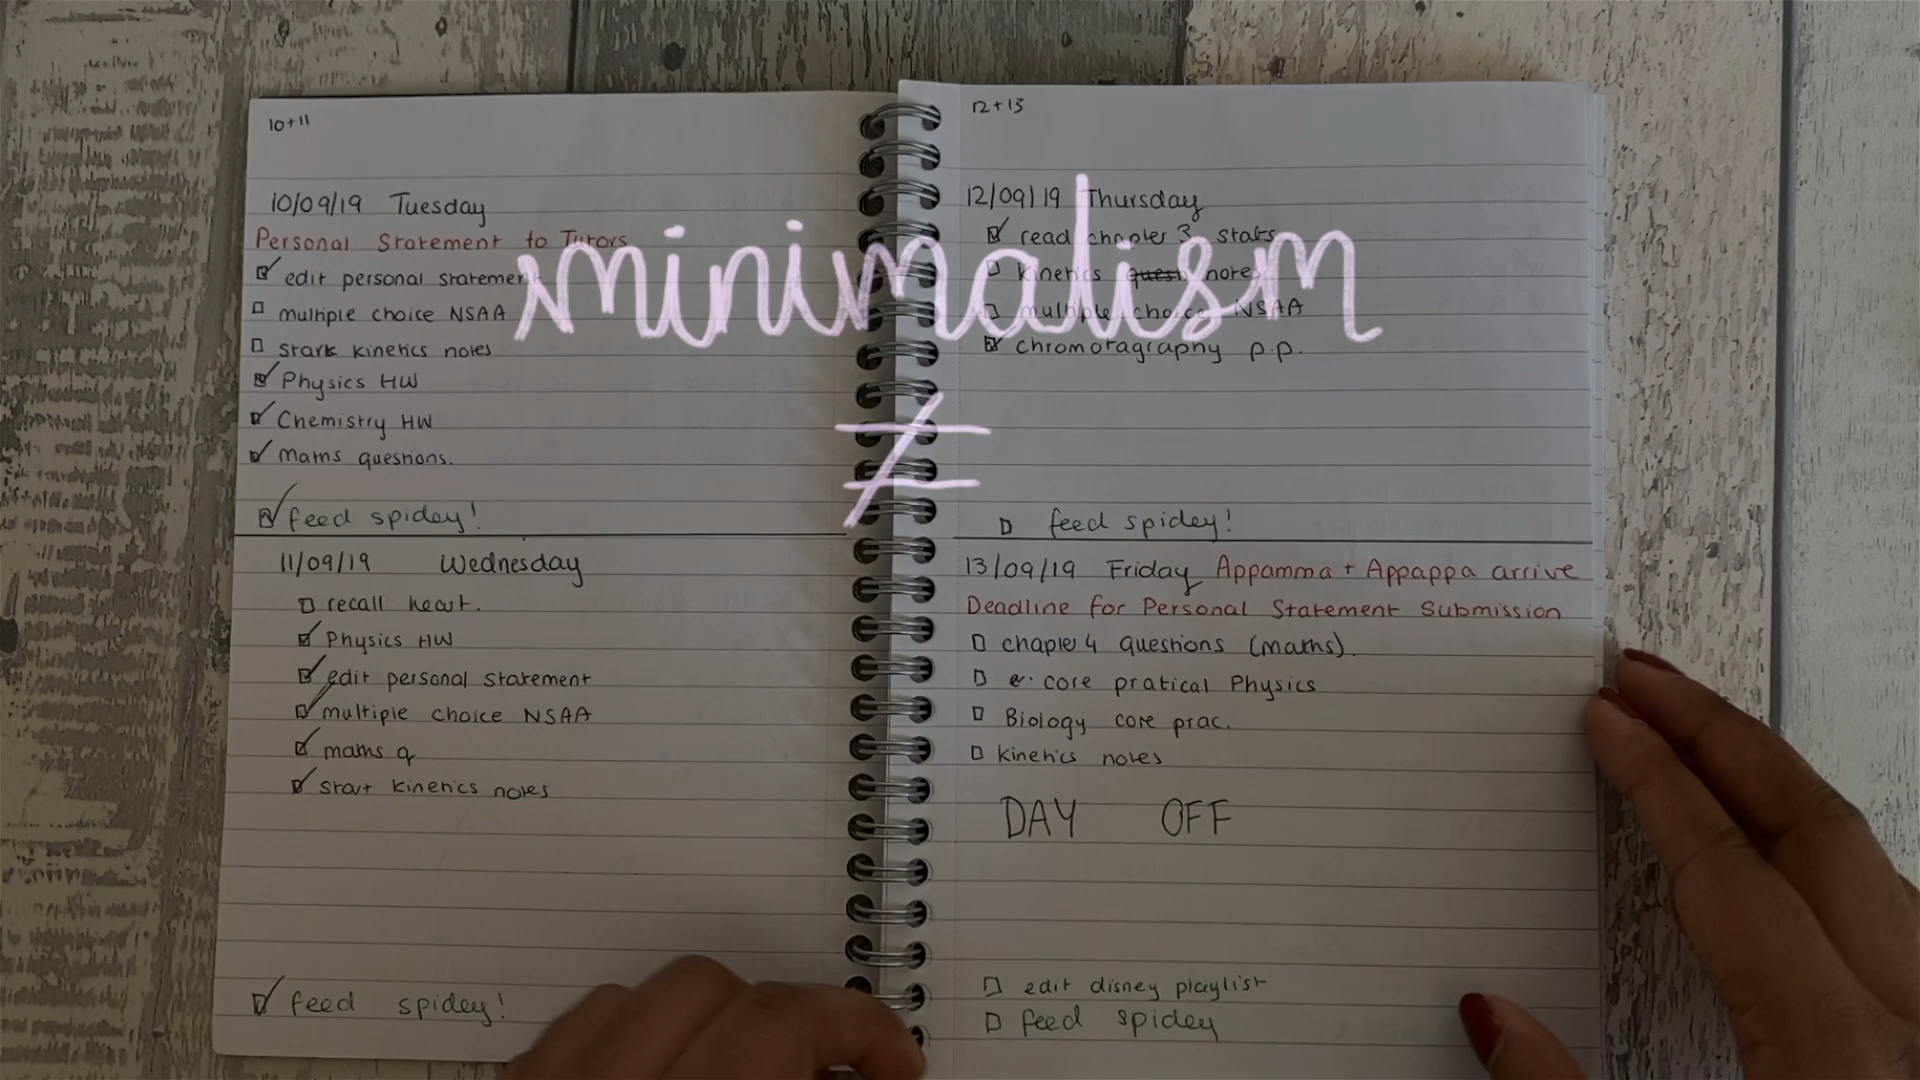 minimalism
≠
10+11
10/09/19 Tuesday
Personal Statement to Tutors
edit personal statement
multiple choice NSAA
start kinetics notes
Physics HW
Chemistry HW
maths questions.
feed spidey!
11/09/19 Wednesday
recall heart.
Physics HW
edit personal statement
multiple choice NSAA
maths q
start kinetics notes
feed spidey!
12+13
12/09/19 Thursday
read chapter 3 stats
kinetics quest notes
multiple choice NSAA
chromotagraphy p.p.
feed spidey!
13/09/19 Friday Appamma + Appappa arrive
Deadline for Personal Statement Submission
chapter 4 questions (maths).
core pratical Physics
Biology core prac.
kinetics notes
DAY OFF
edit disney playlist
feed spidey